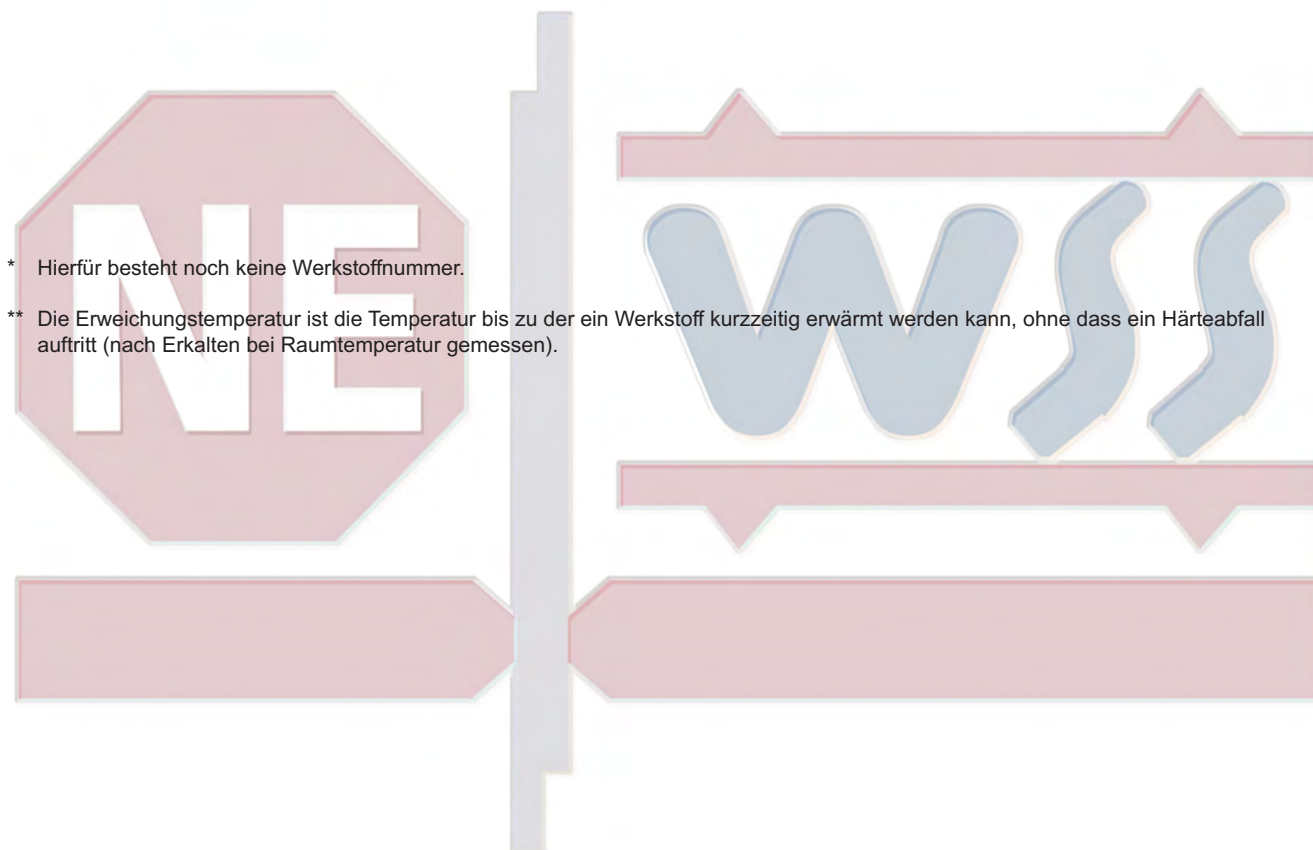 NE
WSS
* Hierfür besteht noch keine Werkstoffnummer.
** Die Erweichungstemperatur ist die Temperatur bis zu der ein Werkstoff kurzzeitig erwärmt werden kann, ohne dass ein Härteabfall
auftritt (nach Erkalten bei Raumtemperatur gemessen).